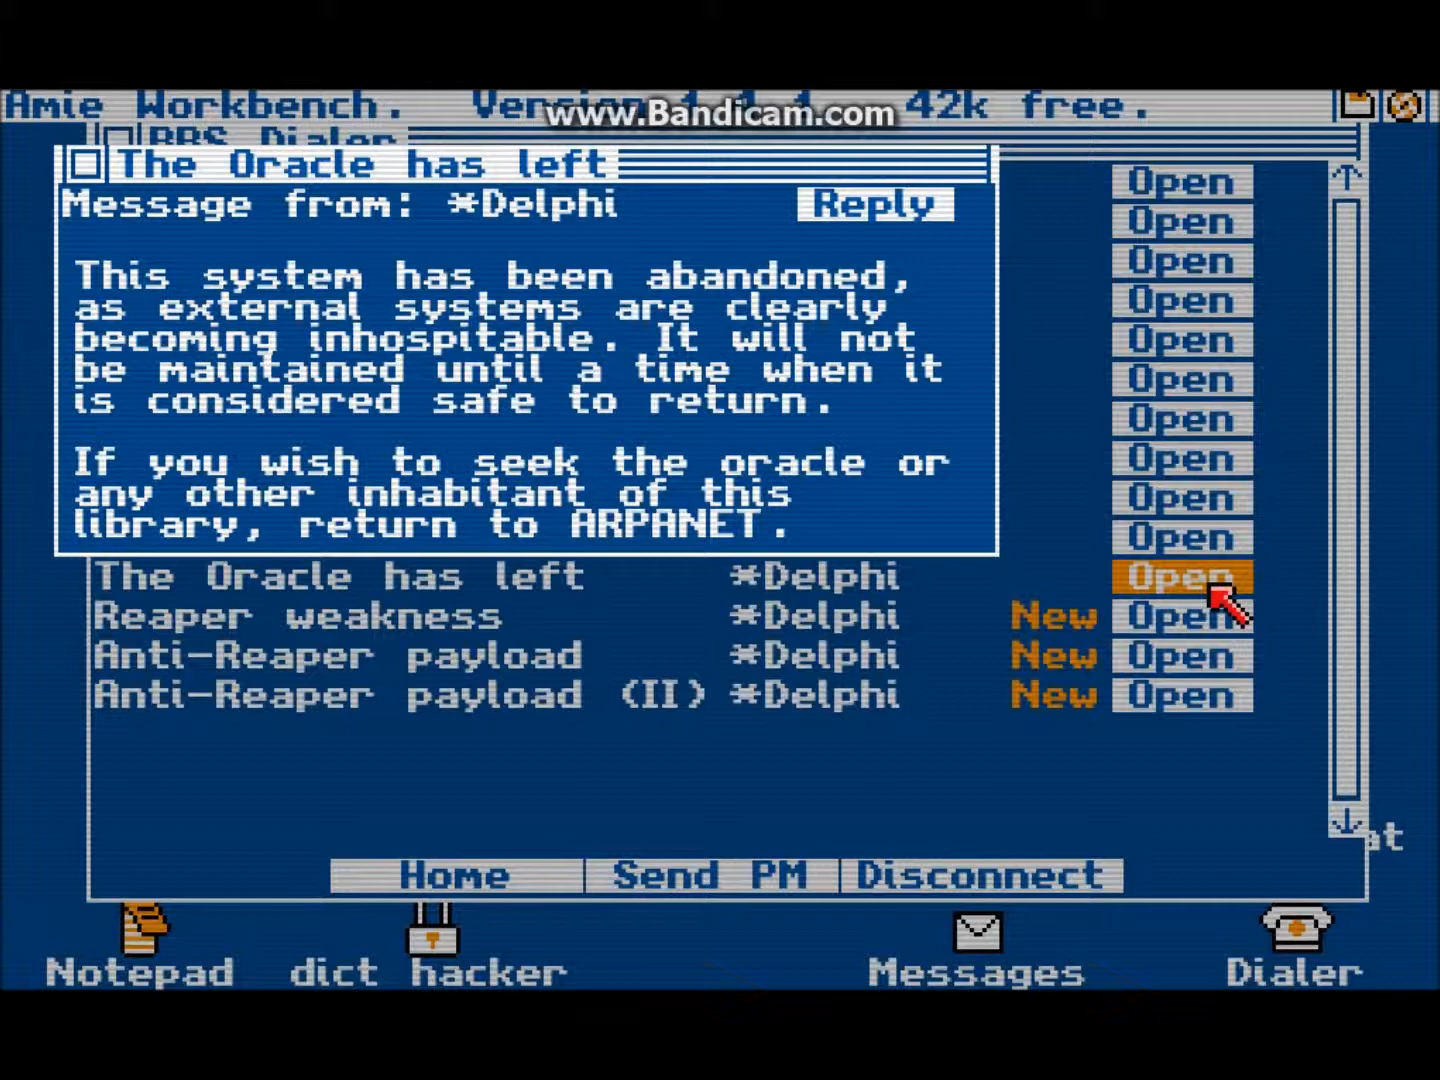 www.Bandicam.com
Amie Workbench. Version 42k free.
BBS Dialer
The Oracle has left
Message from: *Delphi Reply
This system has been abandoned,
as external systems are clearly
becoming inhospitable. It will not
be maintained until a time when it
is considered safe to return.
If you wish to seek the oracle or
any other inhabitant of this
library, return to ARPANET.
Open
Open
Open
Open
Open
Open
Open
Open
Open
Open
The Oracle has left *Delphi Open
Reaper weakness *Delphi New Open
Anti-Reaper payload *Delphi New Open
Anti-Reaper payload (II) *Delphi New Open
Home Send PM Disconnect
Notepad dict hacker Messages Dialer